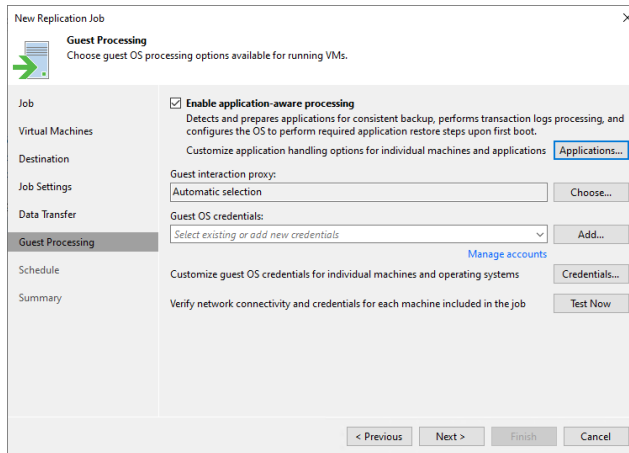 New Replication Job
Guest Processing
Choose guest OS processing options available for running VMs.
Job
Virtual Machines
Destination
Job Settings
Data Transfer
Guest Processing
Schedule
Summary
Enable application-aware processing
Detects and prepares applications for consistent backup, performs transaction logs processing, and
configures the OS to perform required application restore steps upon first boot.
Customize application handling options for individual machines and applications
Applications...
Guest interaction proxy:
Automatic selection
Choose...
Guest OS credentials:
Select existing or add new credentials
Add...
Manage accounts
Customize guest OS credentials for individual machines and operating systems
Credentials...
Verify network connectivity and credentials for each machine included in the job
Test Now
< Previous
Next >
Finish
Cancel